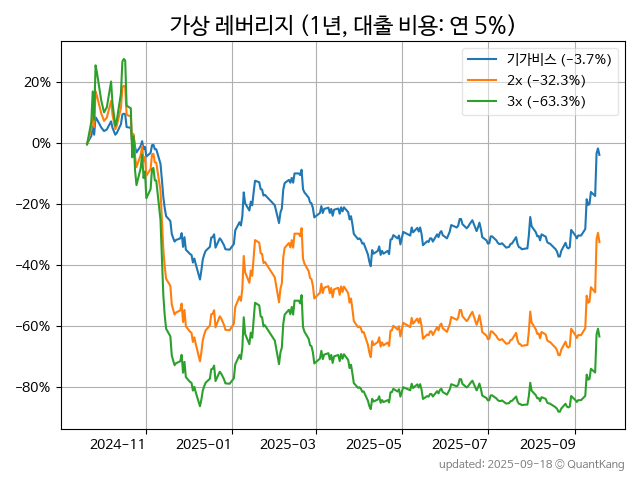 가상 레버리지 (1년, 대출 비용: 연 5%)
기가비스 (−3.7%)
2x (−32.3%)
3x (−63.3%)
20%
0%
−20%
−40%
−60%
−80%
2024-11
2025-01
2025-03
2025-05
2025-07
2025-09
updated: 2025-09-18 © QuantKang